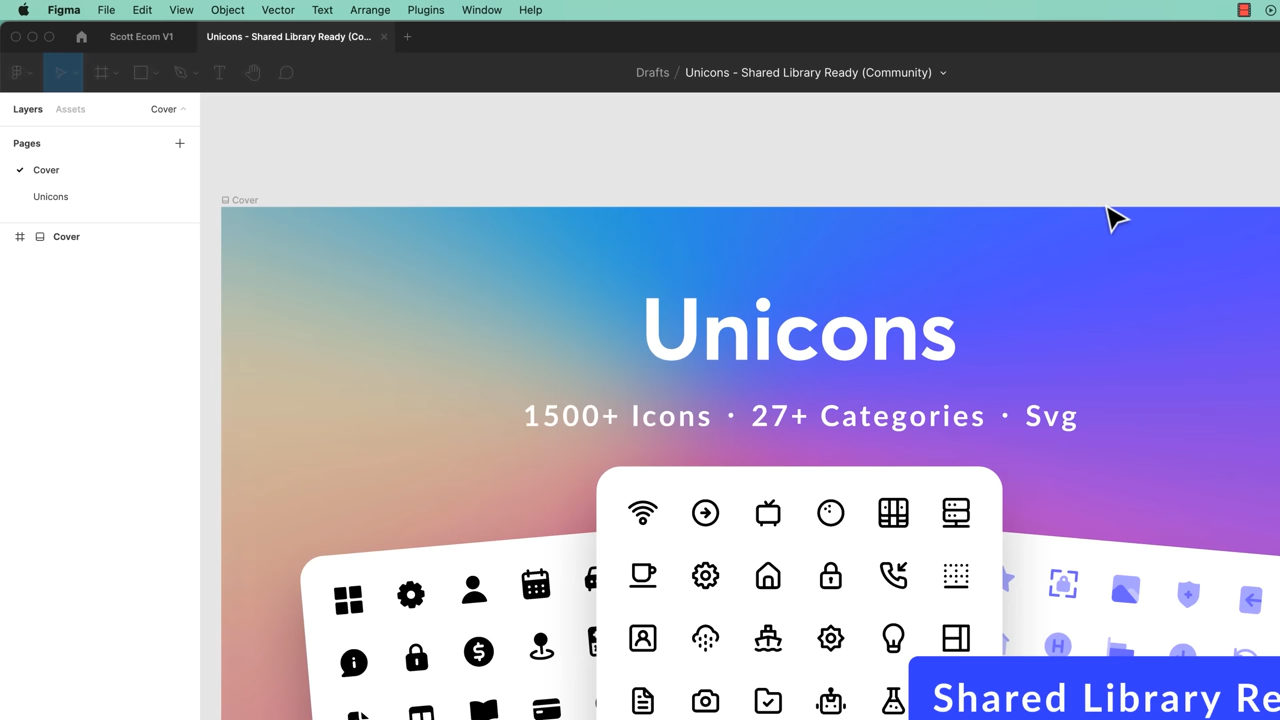 Figma File Edit View Object Vector Text Arrange Plugins Window Help
Scott Ecom V1 Unicons - Shared Library Ready (Co...
Drafts / Unicons - Shared Library Ready (Community)
Layers Assets Cover
Pages
Cover
Unicons
Cover
Cover
Unicons
1500+ Icons · 27+ Categories · Svg
H
Shared Library Re